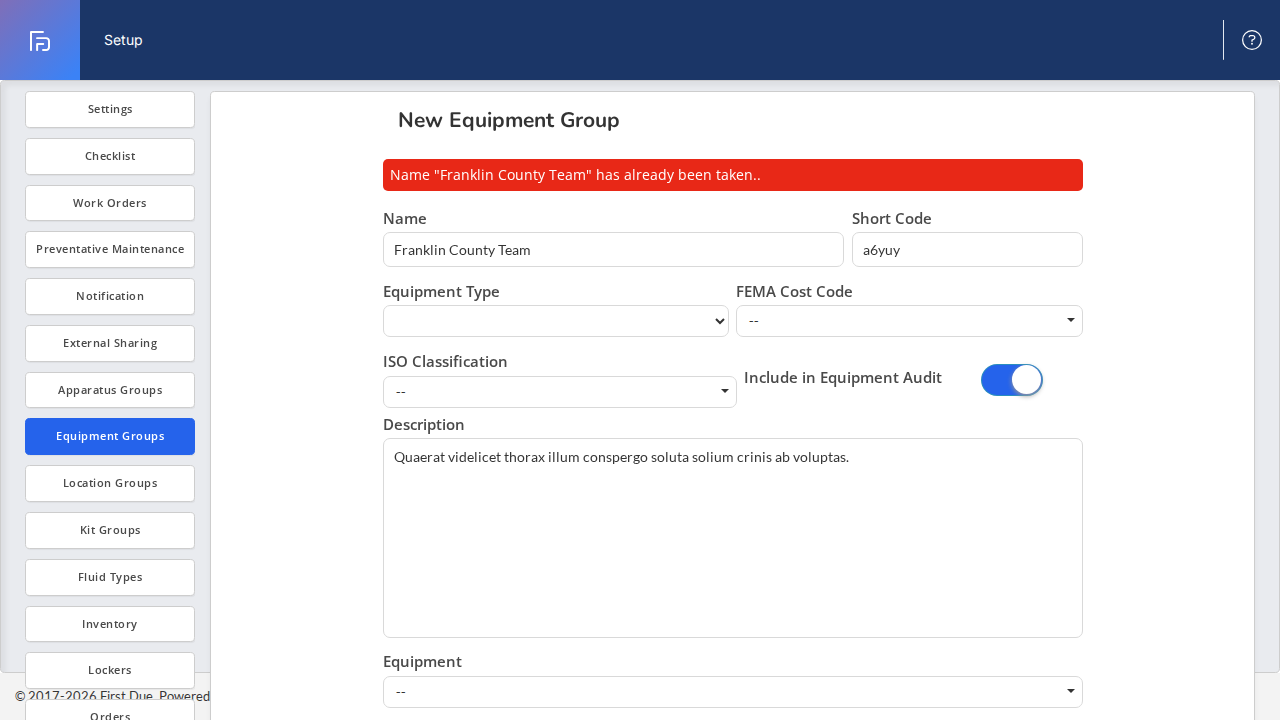 Setup
Settings
Checklist
Work Orders
Preventative Maintenance
Notification
External Sharing
Apparatus Groups
Equipment Groups
Location Groups
Kit Groups
Fluid Types
Inventory
Lockers
Orders
New Equipment Group
Name "Franklin County Team" has already been taken..
Name
Short Code
Franklin County Team
a6yuy
Equipment Type
FEMA Cost Code
--
ISO Classification
Include in Equipment Audit
--
Description
Quaerat videlicet thorax illum conspergo soluta solium crinis ab voluptas.
Equipment
--
© 2017-2026 First Due. Powered